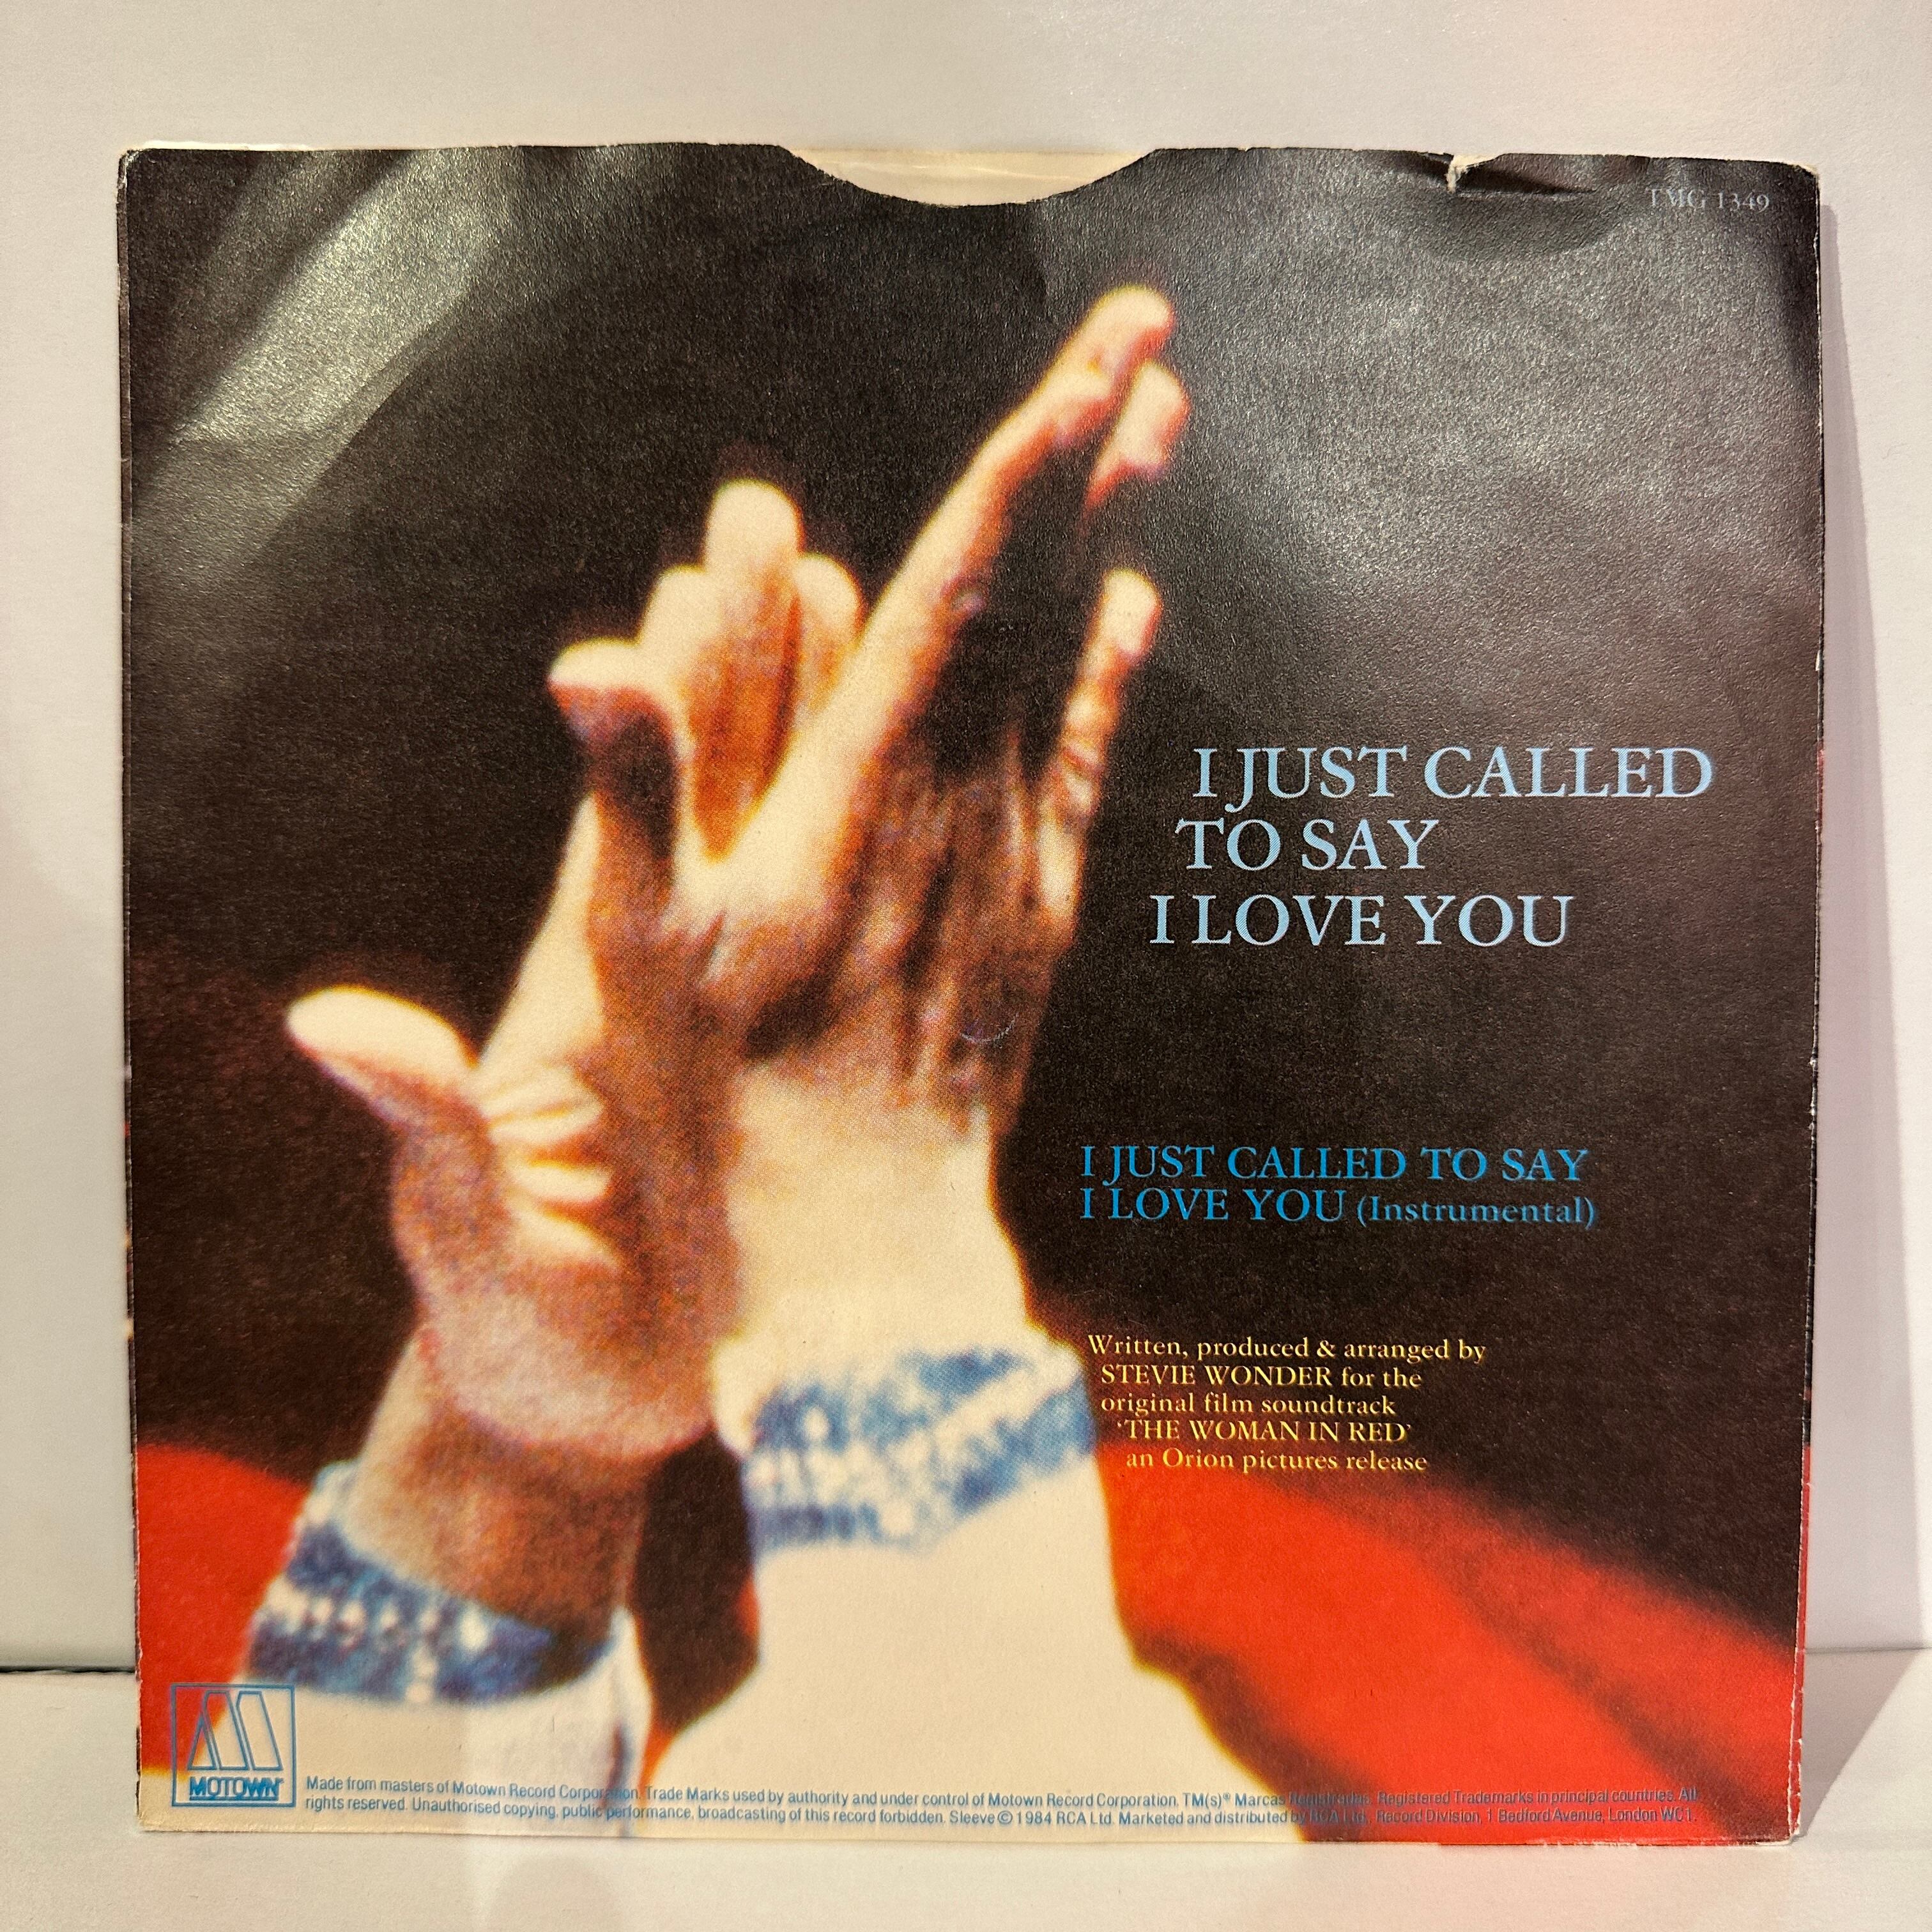 TMG 1349
I JUST CALLED
TO SAY
I LOVE YOU
I JUST CALLED TO SAY
I LOVE YOU (Instrumental)
Written, produced & arranged by
STEVIE WONDER for the
original film soundtrack
‘THE WOMAN IN RED’
an Orion pictures release
MOTOWN®
Made from masters of Motown Record Corporation. Trade Marks used by authority and under control of Motown Record Corporation, TM(s)® Marcas Registradas. Registered Trademarks in principal countries. All
rights reserved. Unauthorised copying, public performance, broadcasting of this record forbidden. Sleeve © 1984 RCA Ltd. Marketed and distributed by RCA Ltd., Record Division, 1 Bedford Avenue, London WC1.